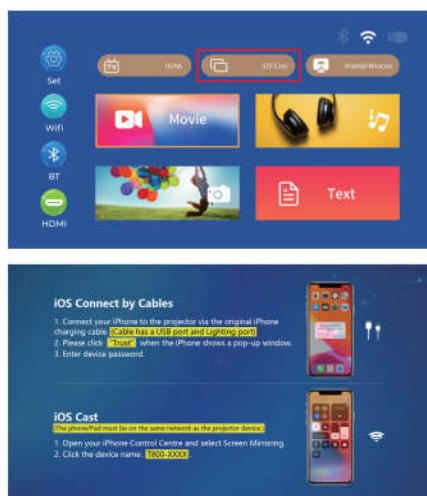 DLNA
iOS Cast
Android Miracast
Set
Movie
Wifi
BT
Text
HDMI
iOS Connect by Cables
1. Connect your iPhone to the projector via the original iPhone
charging cable. (Cable has a USB port and Lighting port)
2. Please click "Trust" when the iPhone shows a pop-up window.
3. Enter device password.
iOS Cast
(The phone/Pad must be on the same network as the projector device.)
1. Open your iPhone Control Centre and select Screen Mirroring.
2. Click the device name: T800-XXXX